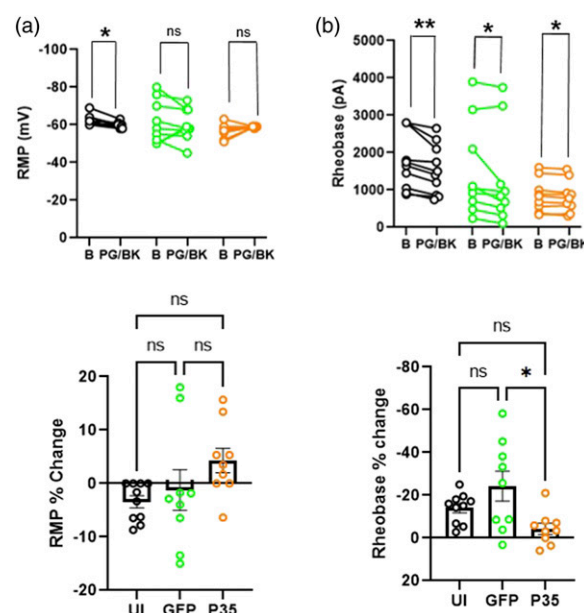 (a)
*
ns
ns
-100
-80
-60
-40
-20
0
RMP (mV)
B PG/BK B PG/BK B PG/BK
(b)
**
*
*
5000
4000
3000
2000
1000
0
Rheobase (pA)
B PG/BK B PG/BK B PG/BK
ns
ns
ns
20
10
0
-10
-20
RMP % Change
UI GFP P35
ns
ns
*
-80
-60
-40
-20
0
20
Rheobase % change
UI GFP P35